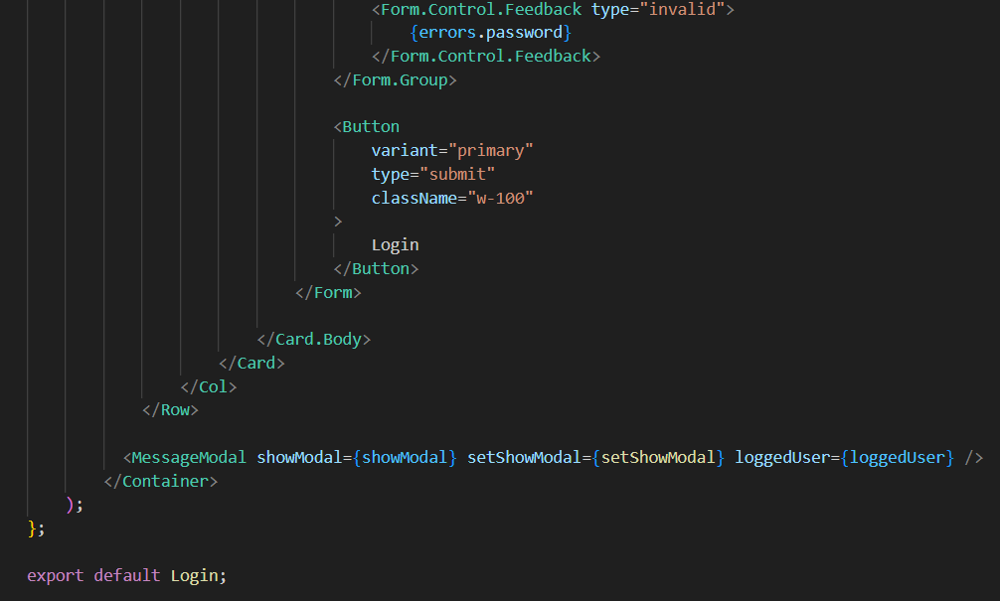 <Form.Control.Feedback type="invalid">
{errors.password}
</Form.Control.Feedback>
</Form.Group>
<Button
variant="primary"
type="submit"
className="w-100"
>
Login
</Button>
</Form>
</Card.Body>
</Card>
</Col>
</Row>
<MessageModal showModal={showModal} setShowModal={setShowModal} loggedUser={loggedUser} />
</Container>
);
};
export default Login;